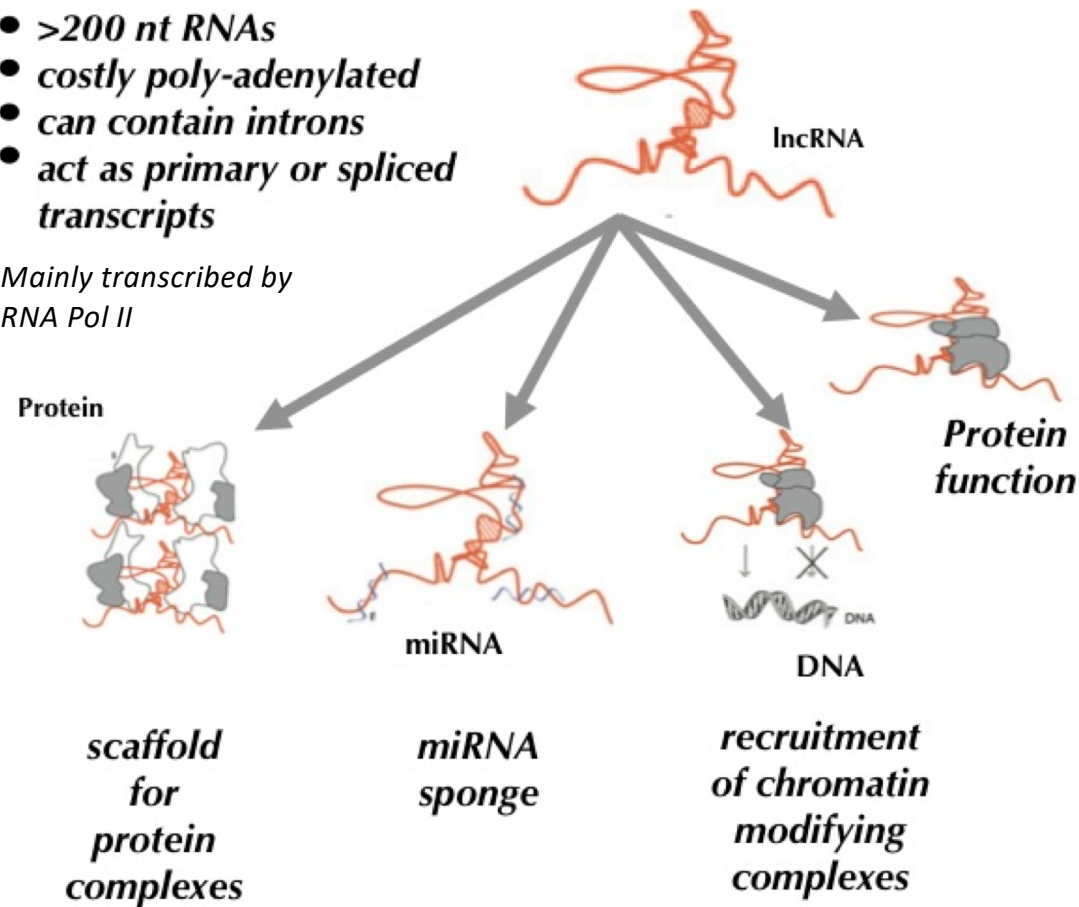 • >200 nt RNAs
• costly poly-adenylated
• can contain introns
• act as primary or spliced
transcripts
Mainly transcribed by
RNA Pol II
lncRNA
Protein
Protein
function
miRNA
DNA
DNA
scaffold
for
protein
complexes
miRNA
sponge
recruitment
of chromatin
modifying
complexes